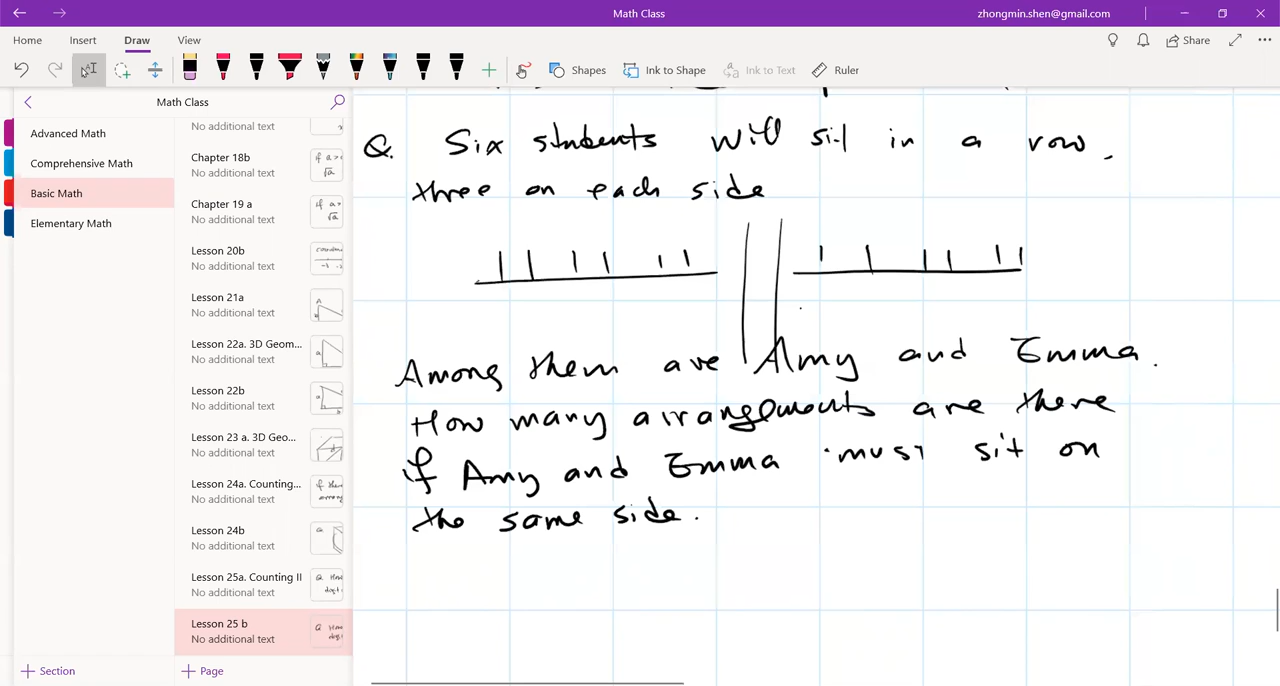 Math Class
zhongmin.shen@gmail.com
Home
Insert
Draw
View
Share
Shapes
Ink to Shape
Ink to Text
Ruler
Math Class
Advanced Math
Comprehensive Math
Basic Math
Elementary Math
No additional text
Chapter 18b
No additional text
Chapter 19 a
No additional text
Lesson 20b
No additional text
Lesson 21a
No additional text
Lesson 22a. 3D Geom...
No additional text
Lesson 22b
No additional text
Lesson 23 a. 3D Geo...
No additional text
Lesson 24a. Counting...
No additional text
Lesson 24b
No additional text
Lesson 25a. Counting II
No additional text
Lesson 25 b
No additional text
Section
Page
Q. Six students will sit in a row.
three on each side
Among them are Amy and Emma.
How many arrangements are there
if Amy and Emma must sit on
the same side.